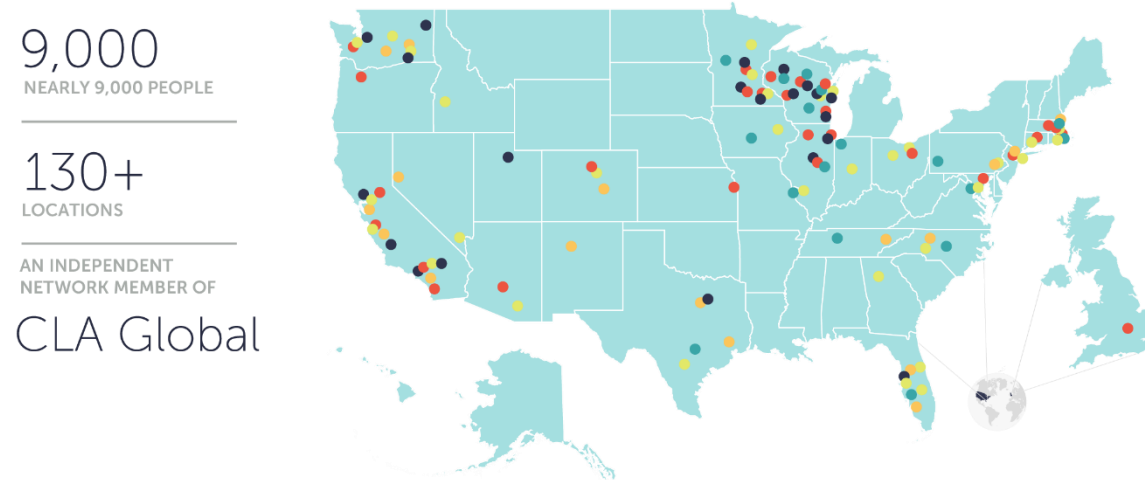 9,000
NEARLY 9,000 PEOPLE
130+
LOCATIONS
AN INDEPENDENT
NETWORK MEMBER OF
CLA Global